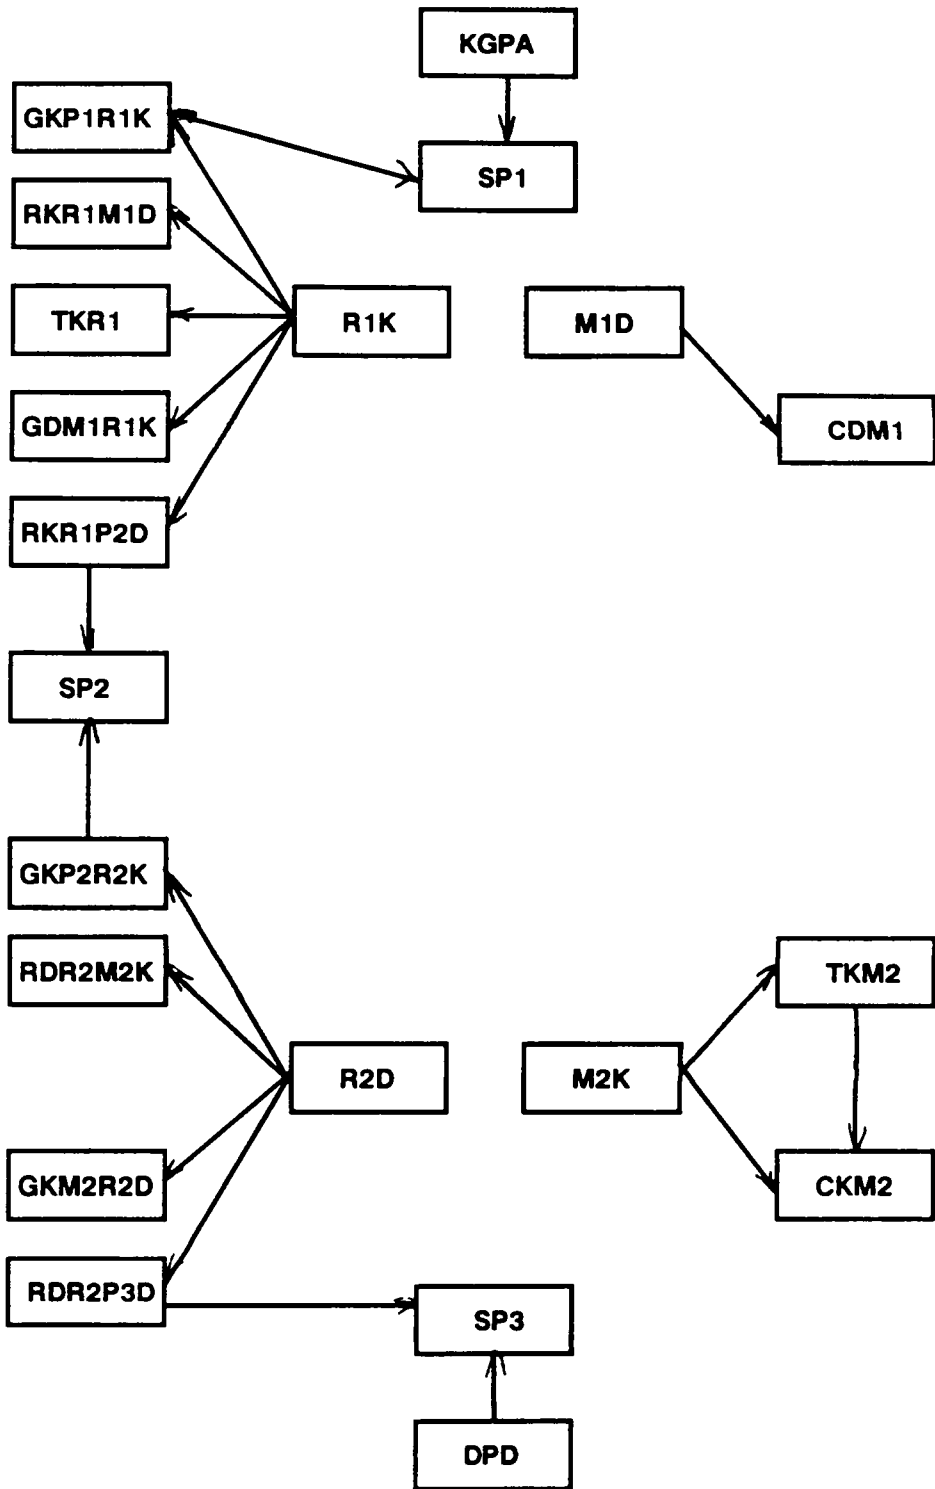 KGPA
GKP1R1K
SP1
RKR1M1D
TKR1
R1K
M1D
GDM1R1K
CDM1
RKR1P2D
SP2
GKP2R2K
RDR2M2K
TKM2
R2D
M2K
GKM2R2D
CKM2
RDR2P3D
SP3
DPD